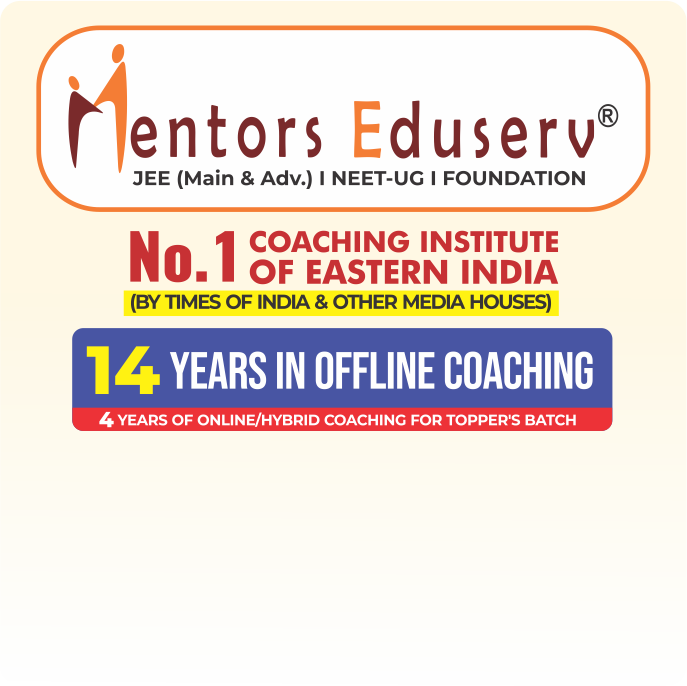 Mentors Eduserv®
JEE (Main & Adv.) I NEET-UG I FOUNDATION
No.1 COACHING INSTITUTE
OF EASTERN INDIA
(BY TIMES OF INDIA & OTHER MEDIA HOUSES)
14 YEARS IN OFFLINE COACHING
4 YEARS OF ONLINE/HYBRID COACHING FOR TOPPER'S BATCH